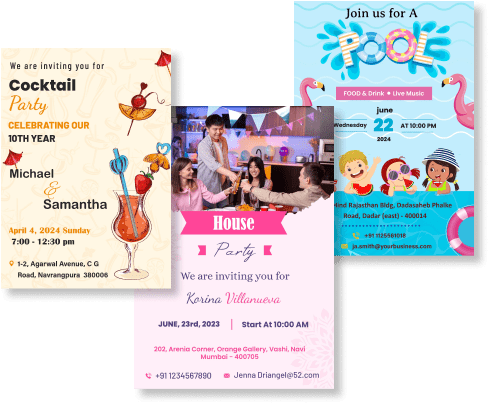 We are inviting you for
Cocktail
Party
CELEBRATING OUR
10TH YEAR
Michael
&
Samantha
April 4, 2024 Sunday
7:00 - 12:30 pm
1-2, Agarwal Avenue, C G
Road, Navrangpura 380006
House
Party
We are inviting you for
Korina Villanueva
JUNE, 23rd, 2023 | Start At 10:00 AM
202, Arenia Corner, Orange Gallery, Vashi, Navi
Mumbai - 400705
+91 1234567890
Jenna Driangel@52.com
Join us for A
POOL
FOOD & Drink • Live Music
june
Wednesday 22 AT 10:00 PM
2024
Hind Rajasthan Bldg, Dadasaheb Phalke
Road, Dadar (east) - 400014
+91 1125561018
ja.smith@yourbusiness.com